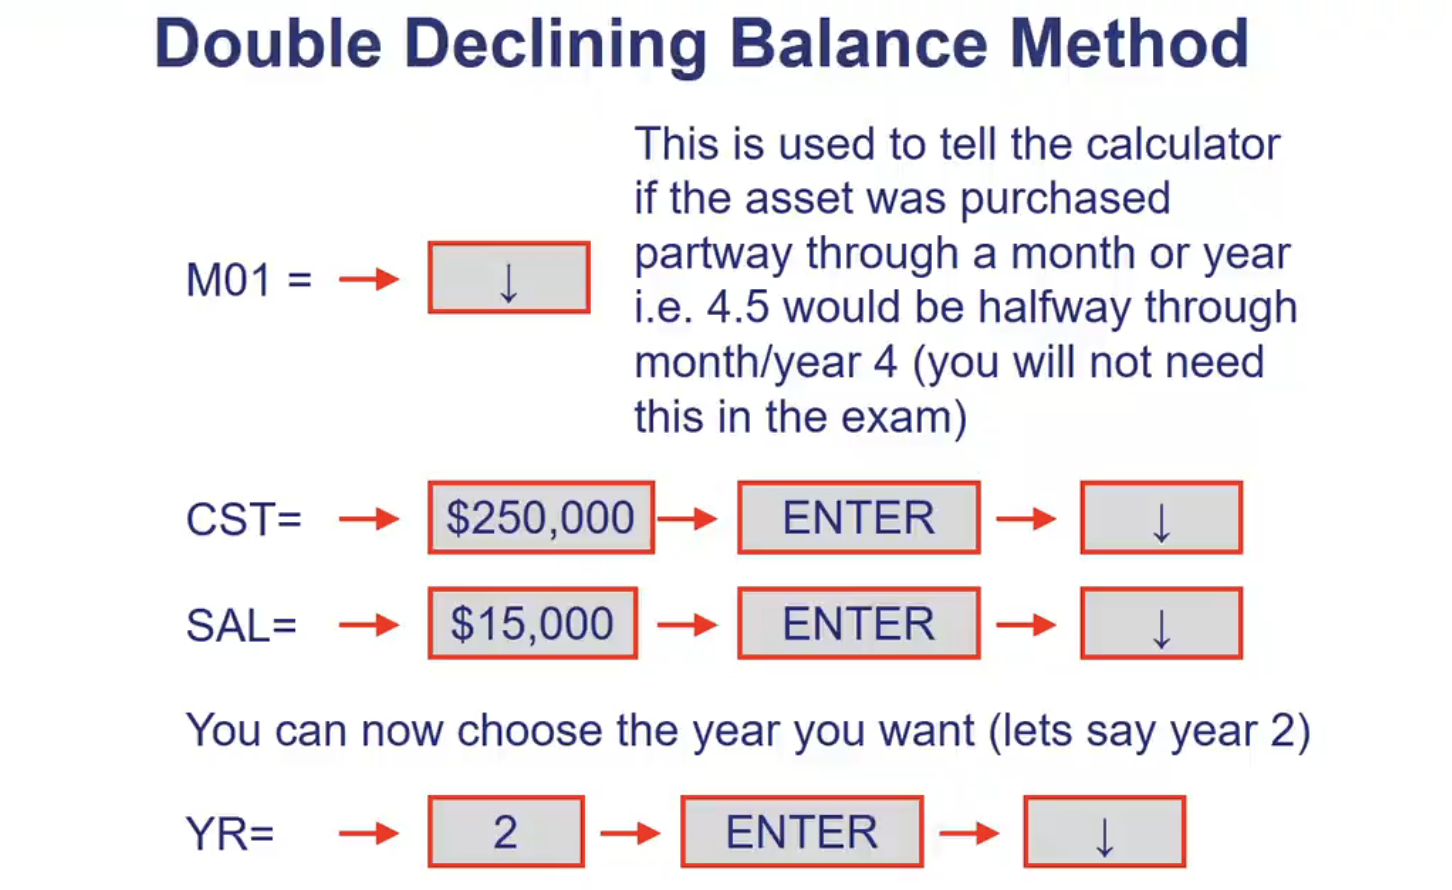 Double Declining Balance Method
This is used to tell the calculator
if the asset was purchased
partway through a month or year
M01 = → ↓
i.e. 4.5 would be halfway through
month/year 4 (you will not need
this in the exam)
CST= → $250,000 → ENTER → ↓
SAL= → $15,000 → ENTER → ↓
You can now choose the year you want (lets say year 2)
YR= → 2 → ENTER → ↓